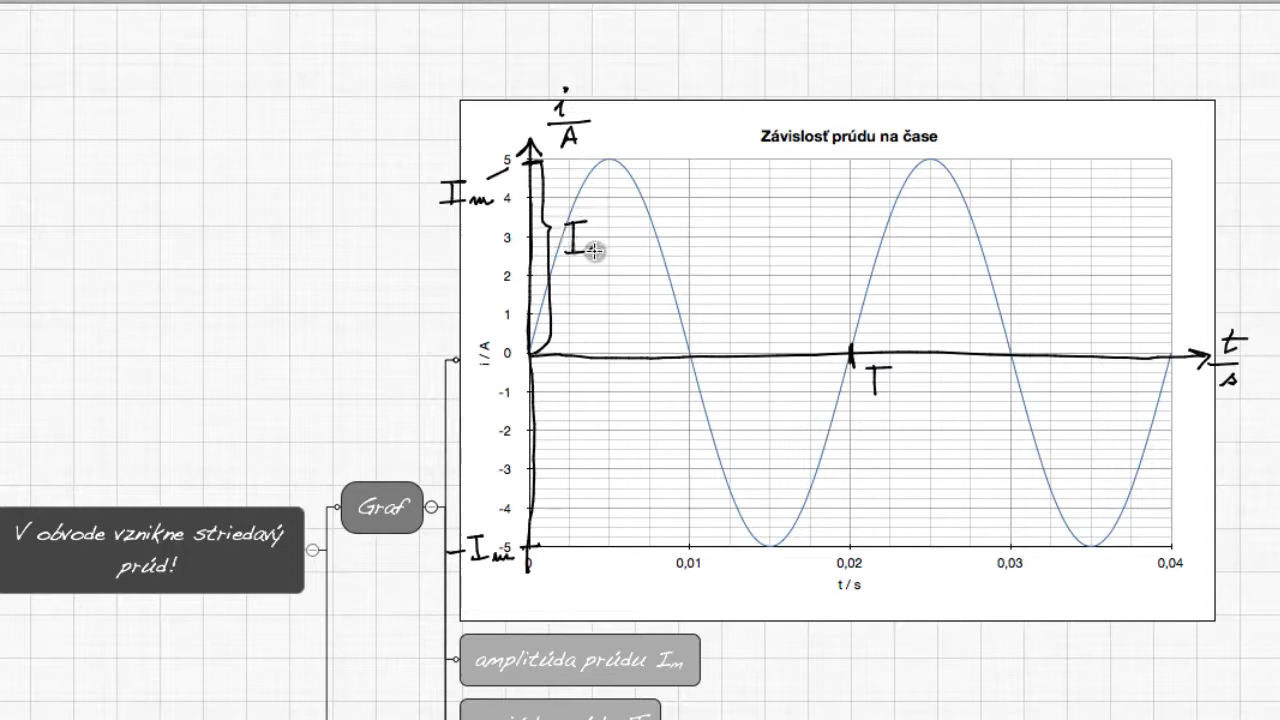 i
A
Závislosť prúdu na čase
5
Im
4
3
I
2
1
0
i / A
t
s
T
-1
-2
-3
-4
-5
-Im
0
0,01
0,02
0,03
0,04
t / s
Graf
V obvode vznikne striedavý
prúd!
amplitúda prúdu Im